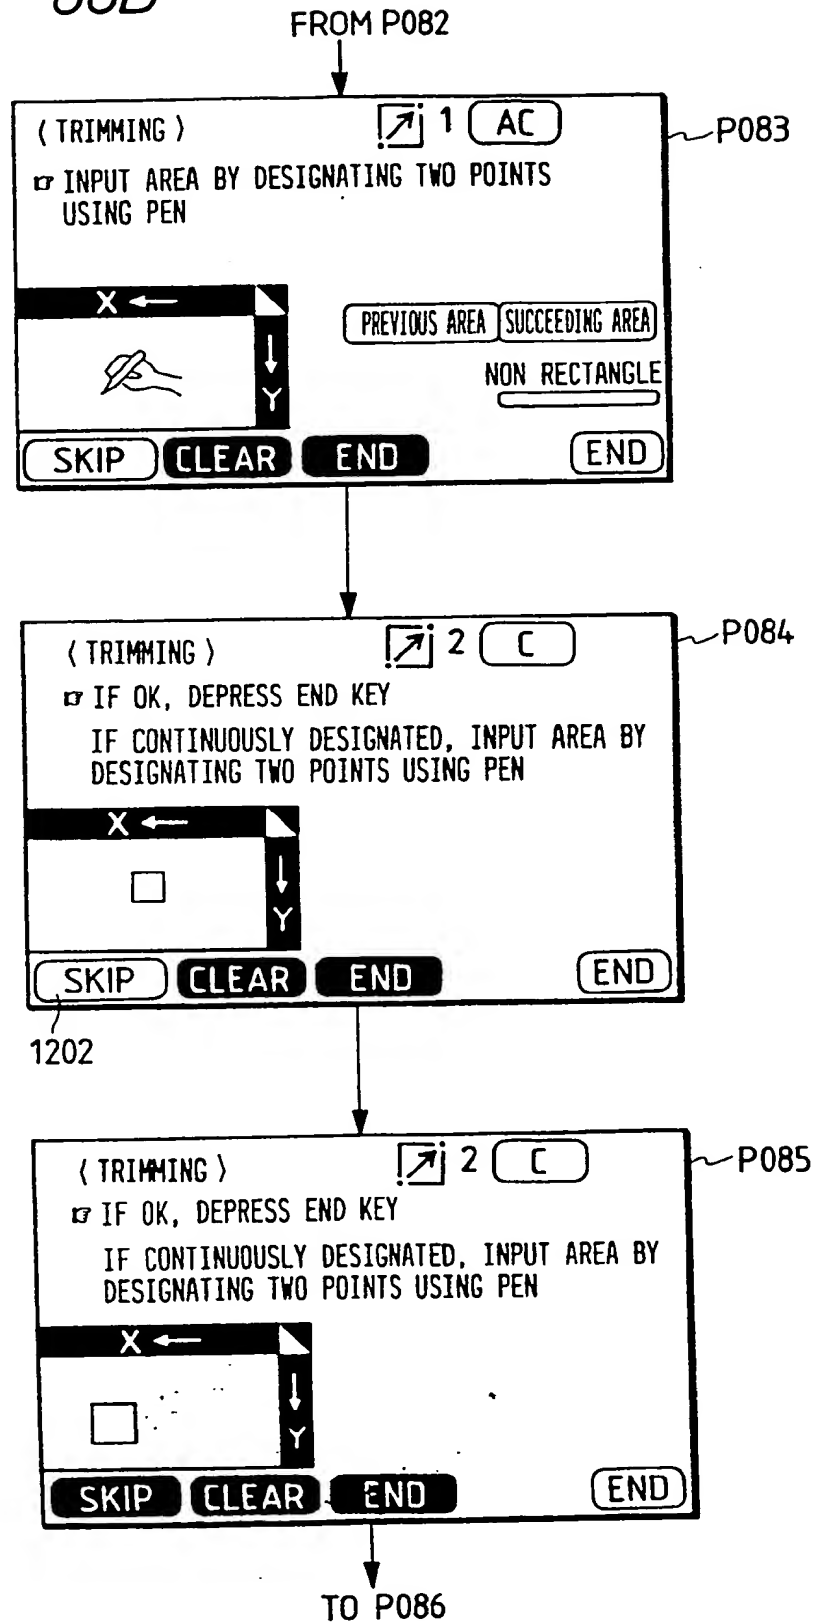 FROM P082
⟨ TRIMMING ⟩ 1 AC
P083
☞ INPUT AREA BY DESIGNATING TWO POINTS
USING PEN
X ←
↓
Y
PREVIOUS AREA SUCCEEDING AREA
NON RECTANGLE
SKIP CLEAR END END
⟨ TRIMMING ⟩ 2 C
P084
☞ IF OK, DEPRESS END KEY
IF CONTINUOUSLY DESIGNATED, INPUT AREA BY
DESIGNATING TWO POINTS USING PEN
X ←
↓
Y
SKIP CLEAR END END
1202
⟨ TRIMMING ⟩ 2 C
P085
☞ IF OK, DEPRESS END KEY
IF CONTINUOUSLY DESIGNATED, INPUT AREA BY
DESIGNATING TWO POINTS USING PEN
X ←
↓
Y
SKIP CLEAR END END
TO P086